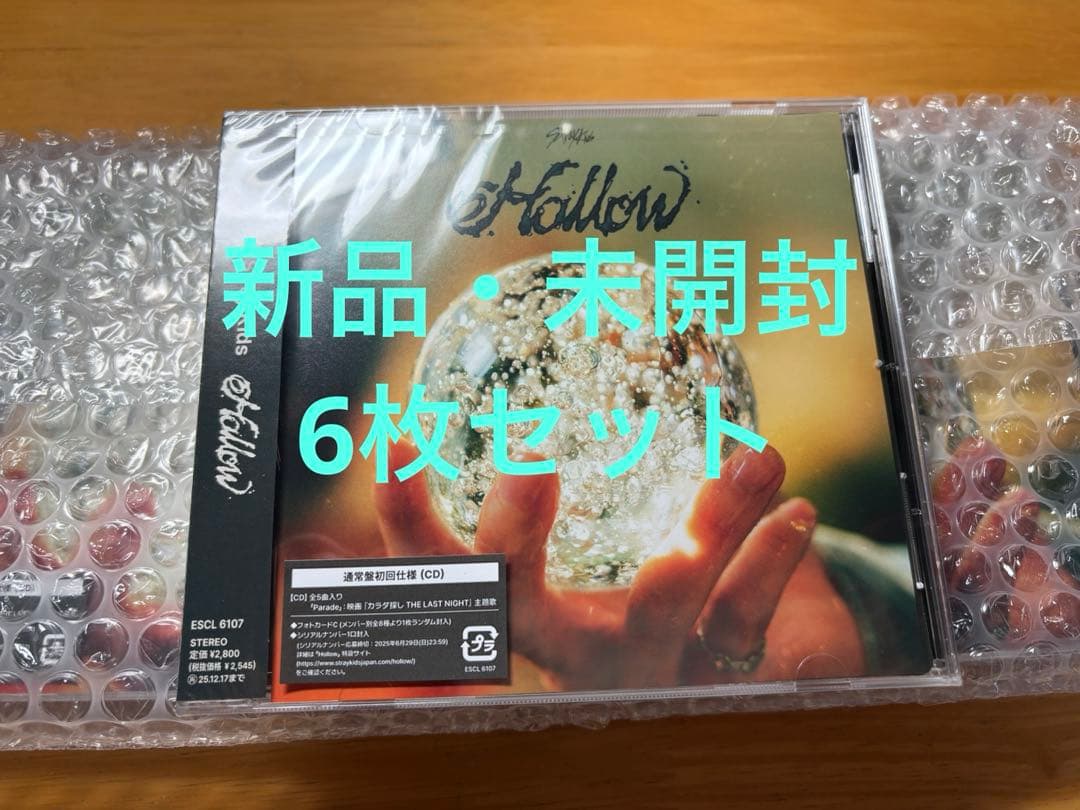 Stray Kids
Hollow
新品・未開封
6枚セット
kids
Hollow
ESCL 6107
STEREO
定価 ¥2,800
(税抜価格 ¥2,545)
再 25.12.17まで
通常盤初回仕様 (CD)
【CD】全5曲入り
「Parade」:映画『カラダ探し THE LAST NIGHT』主題歌
◆フォトカードC (メンバー別全8種より1枚ランダム封入)
◆シリアルナンバー1口封入
(シリアルナンバー応募締切：2025年6月29日(日)23:59)
詳細は「Hollow」特設サイト
(https://www.straykidsjapan.com/hollow/)
をご確認ください。
プラ
ESCL 6107